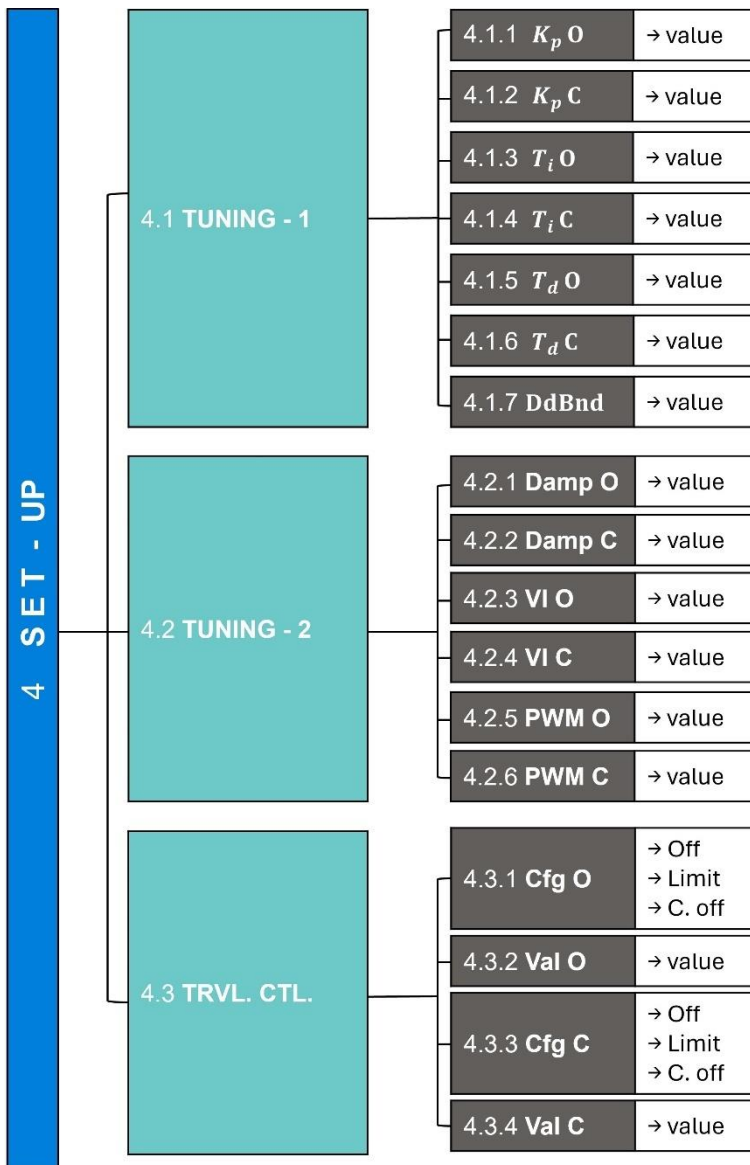 4 SET - UP
4.1 TUNING - 1
4.1.1 Kp O → value
4.1.2 Kp C → value
4.1.3 Ti O → value
4.1.4 Ti C → value
4.1.5 Td O → value
4.1.6 Td C → value
4.1.7 DdBnd → value
4.2 TUNING - 2
4.2.1 Damp O → value
4.2.2 Damp C → value
4.2.3 VI O → value
4.2.4 VI C → value
4.2.5 PWM O → value
4.2.6 PWM C → value
4.3 TRVL. CTL.
4.3.1 Cfg O
→ Off
→ Limit
→ C. off
4.3.2 Val O → value
4.3.3 Cfg C
→ Off
→ Limit
→ C. off
4.3.4 Val C → value